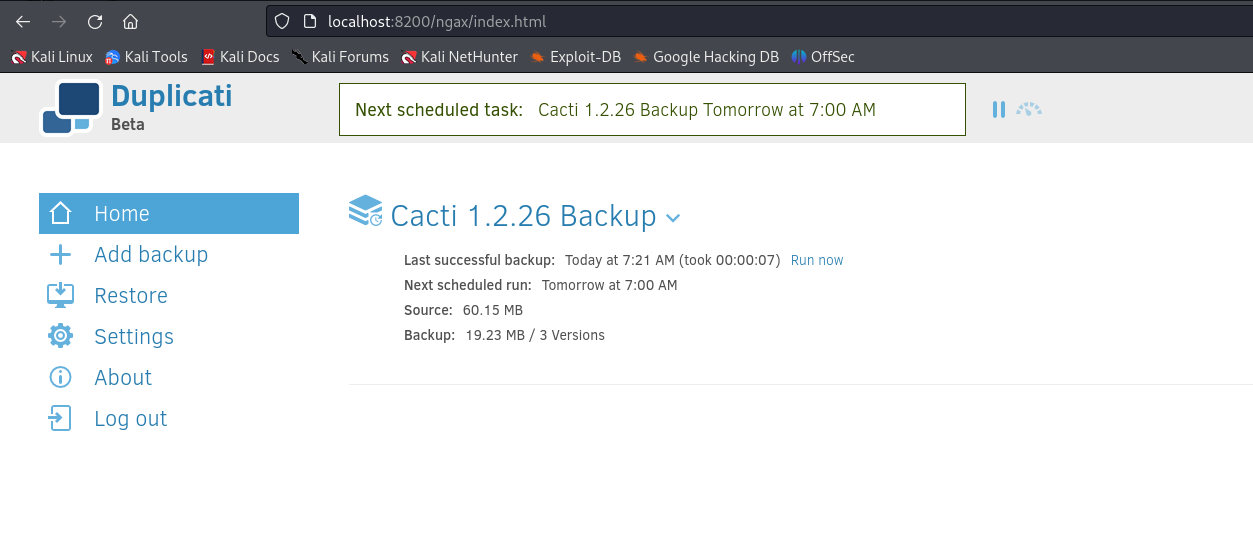 localhost:8200/ngax/index.html
Kali Linux Kali Tools Kali Docs Kali Forums Kali NetHunter Exploit-DB Google Hacking DB OffSec
Duplicati
Beta
Next scheduled task: Cacti 1.2.26 Backup Tomorrow at 7:00 AM
Home
Add backup
Restore
Settings
About
Log out
Cacti 1.2.26 Backup
Last successful backup: Today at 7:21 AM (took 00:00:07) Run now
Next scheduled run: Tomorrow at 7:00 AM
Source: 60.15 MB
Backup: 19.23 MB / 3 Versions